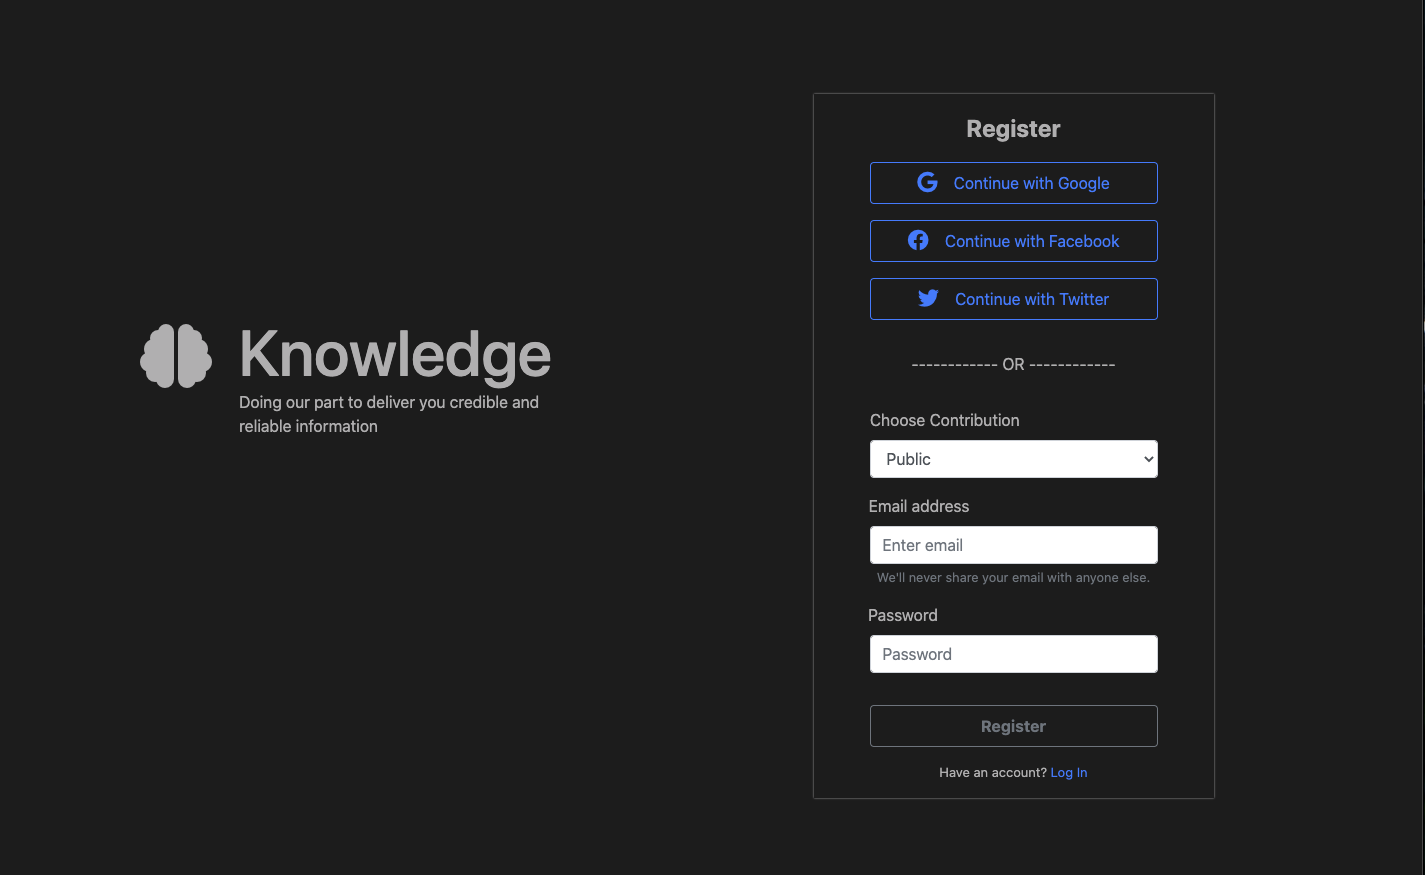 Knowledge
Doing our part to deliver you credible and
reliable information
Register
Continue with Google
Continue with Facebook
Continue with Twitter
------------ OR ------------
Choose Contribution
Public
Email address
Enter email
We'll never share your email with anyone else.
Password
Password
Register
Have an account? Log In